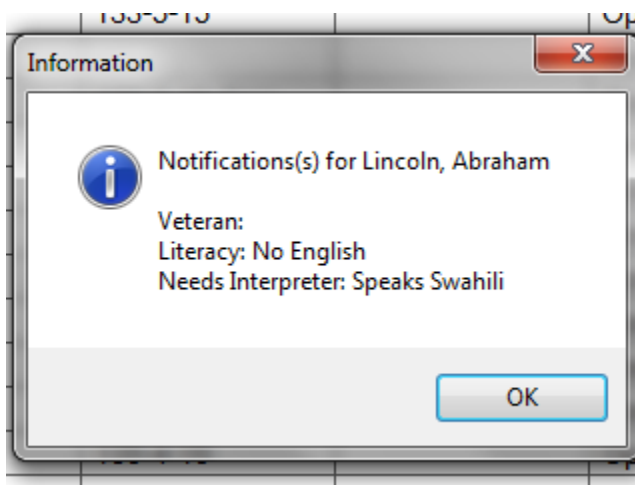 Information
Notifications(s) for Lincoln, Abraham
Veteran:
Literacy: No English
Needs Interpreter: Speaks Swahili
OK